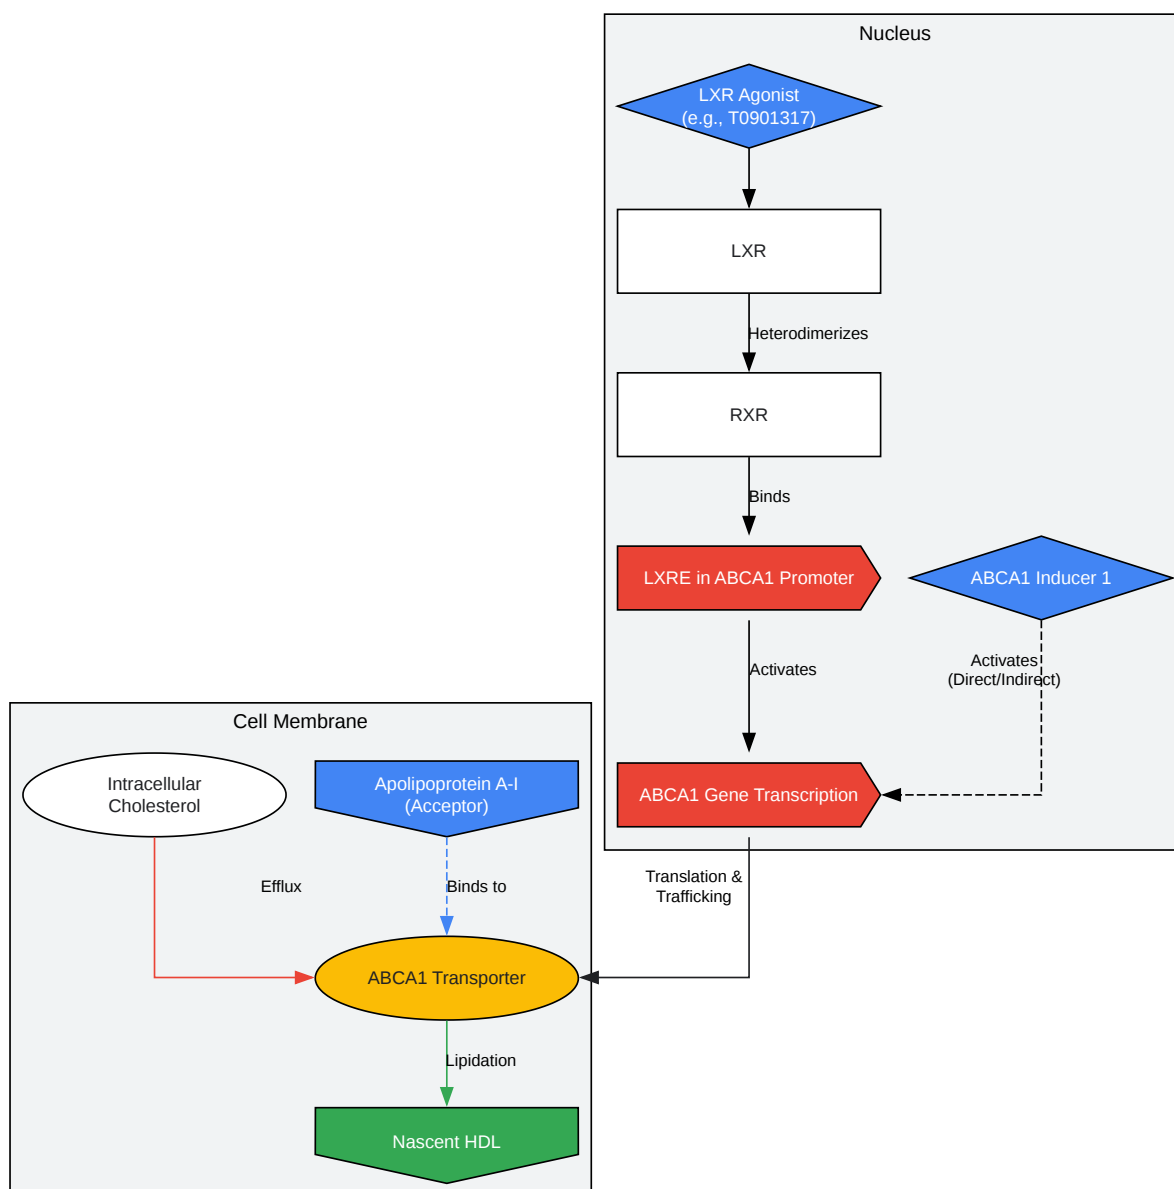 Nucleus
LXR Agonist
(e.g., T0901317)
LXR
Heterodimerizes
RXR
Binds
LXRE in ABCA1 Promoter
ABCA1 Inducer 1
Activates
(Direct/Indirect)
Activates
ABCA1 Gene Transcription
Translation &
Trafficking
Cell Membrane
Intracellular
Cholesterol
Apolipoprotein A-I
(Acceptor)
Efflux
Binds to
ABCA1 Transporter
Lipidation
Nascent HDL